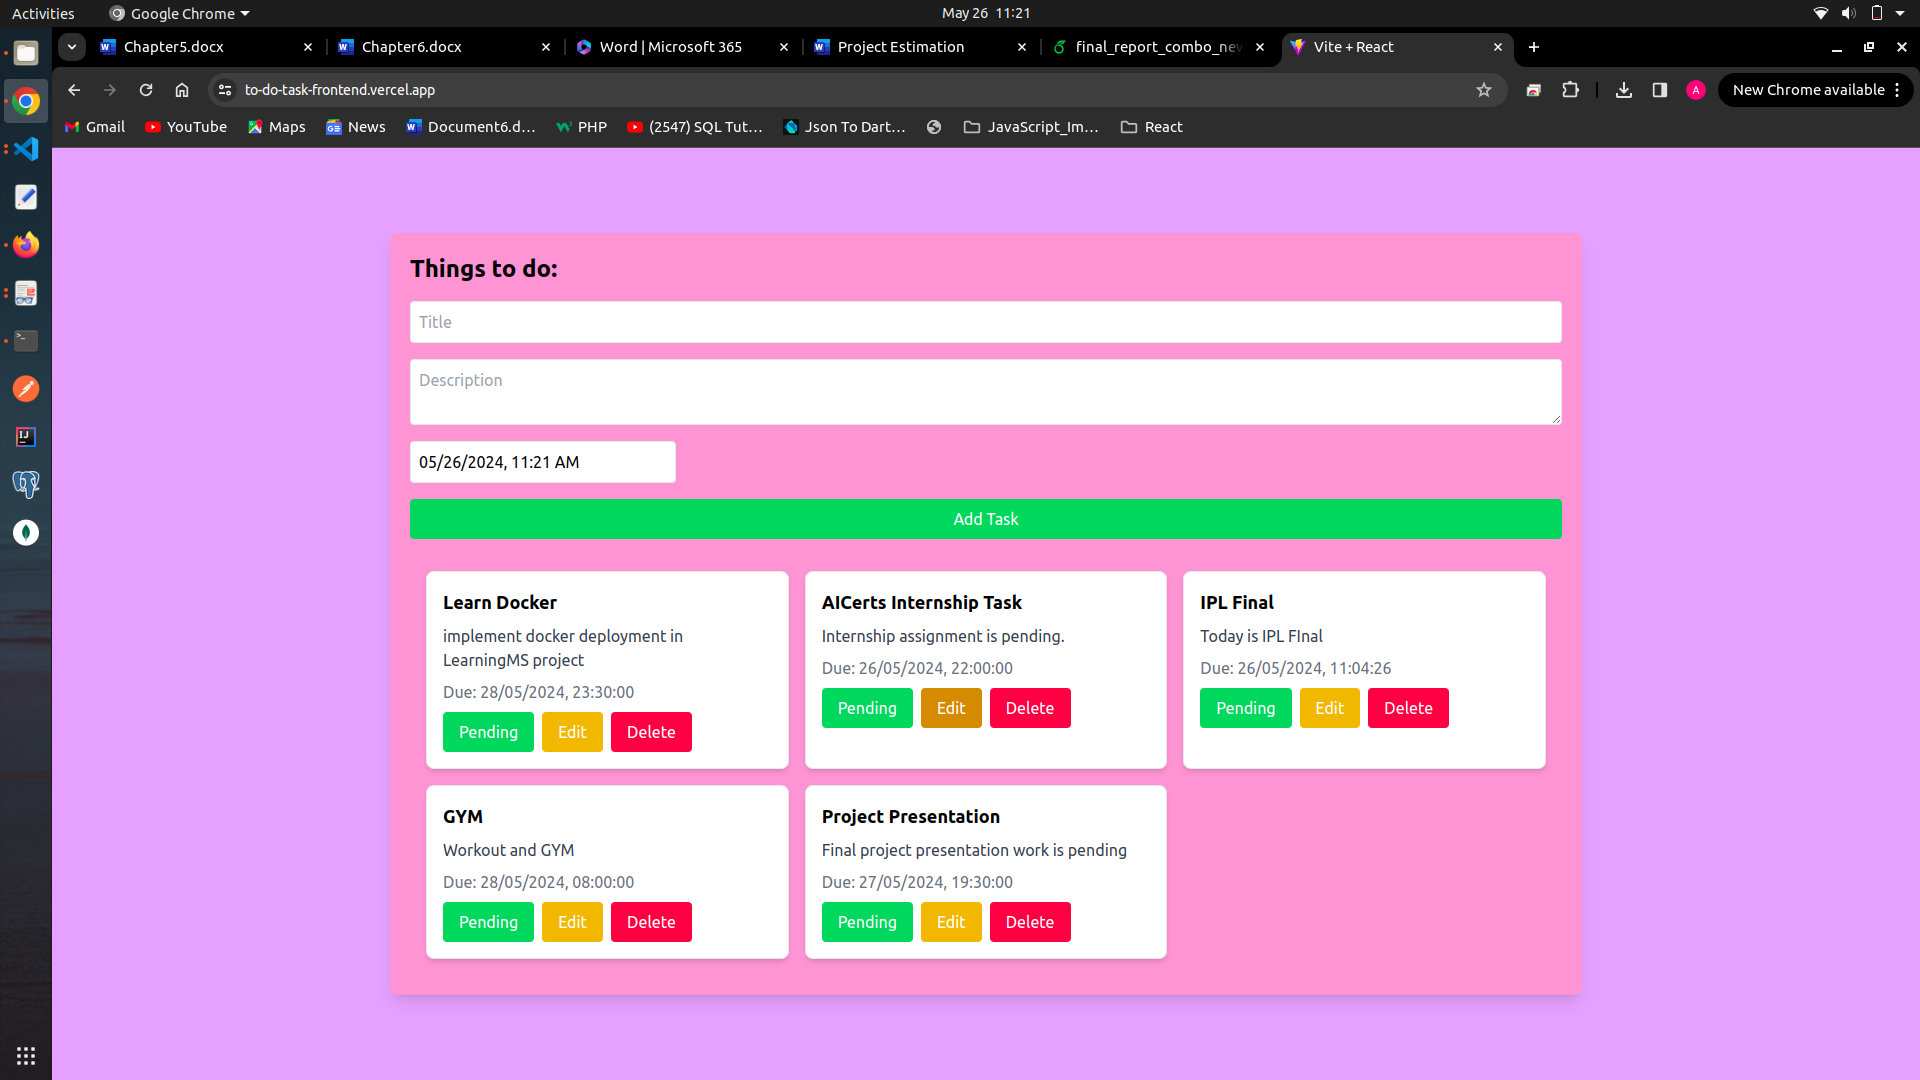 Activities
Google Chrome
May 26 11:21
Chapter5.docx
Chapter6.docx
Word | Microsoft 365
Project Estimation
final_report_combo_new
Vite + React
to-do-task-frontend.vercel.app
A
New Chrome available
Gmail
YouTube
Maps
News
Document6.d...
PHP
(2547) SQL Tut...
Json To Dart...
JavaScript_Im...
React
Things to do:
Title
Description
05/26/2024, 11:21 AM
Add Task
Learn Docker
implement docker deployment in
LearningMS project
Due: 28/05/2024, 23:30:00
Pending Edit Delete
AICerts Internship Task
Internship assignment is pending.
Due: 26/05/2024, 22:00:00
Pending Edit Delete
IPL Final
Today is IPL FInal
Due: 26/05/2024, 11:04:26
Pending Edit Delete
GYM
Workout and GYM
Due: 28/05/2024, 08:00:00
Pending Edit Delete
Project Presentation
Final project presentation work is pending
Due: 27/05/2024, 19:30:00
Pending Edit Delete